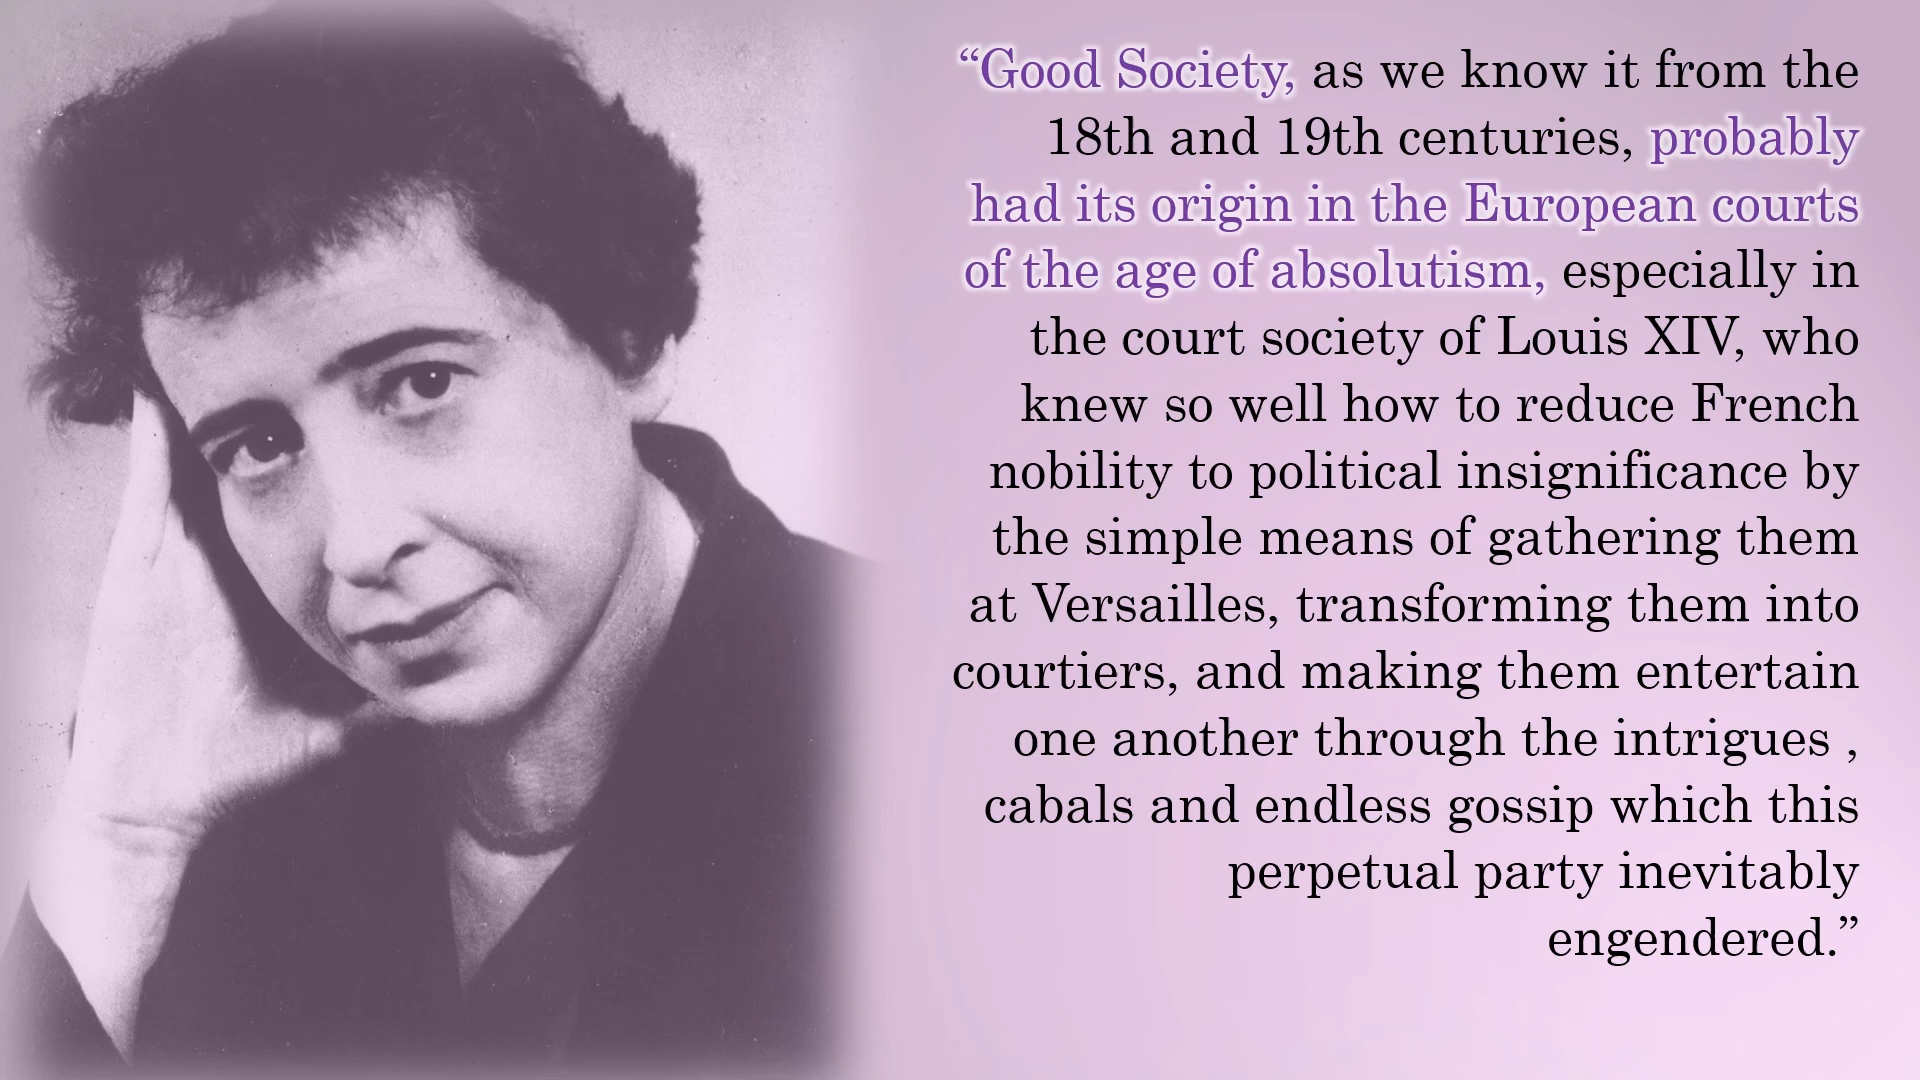 “Good Society, as we know it from the
18th and 19th centuries, probably
had its origin in the European courts
of the age of absolutism, especially in
the court society of Louis XIV, who
knew so well how to reduce French
nobility to political insignificance by
the simple means of gathering them
at Versailles, transforming them into
courtiers, and making them entertain
one another through the intrigues ,
cabals and endless gossip which this
perpetual party inevitably
engendered.”